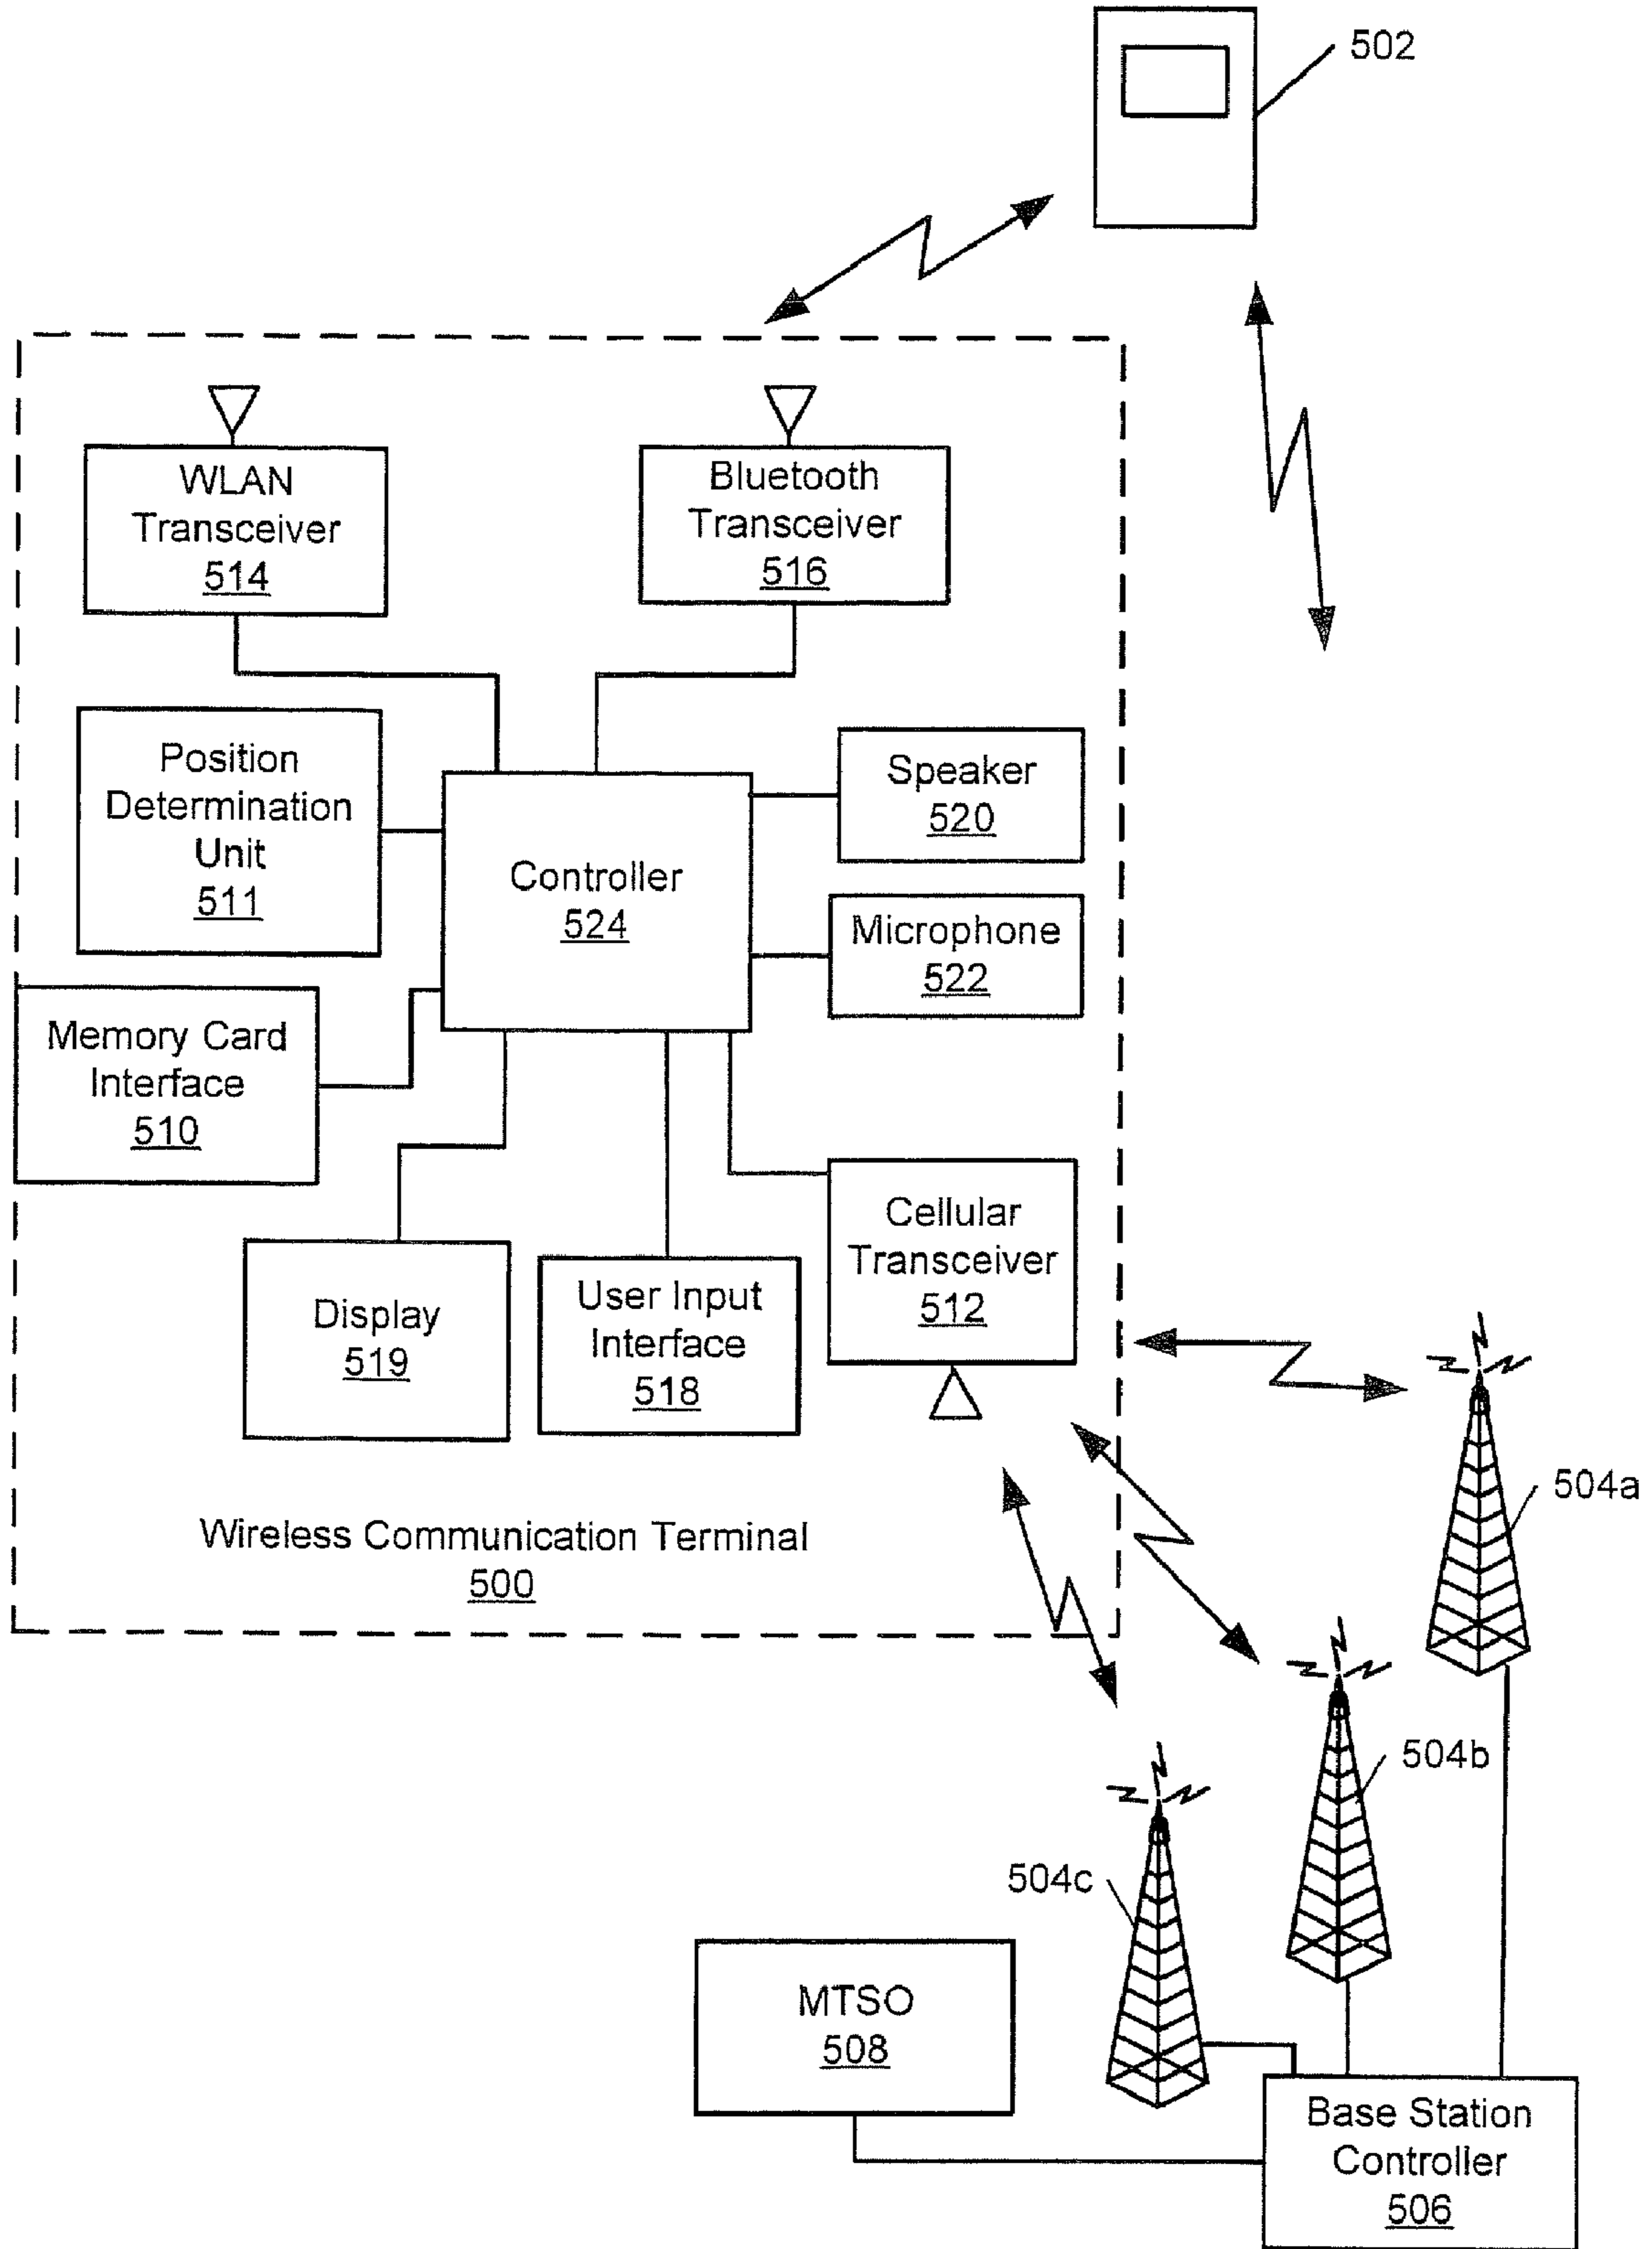 502
WLAN
Transceiver
514
Bluetooth
Transceiver
516
Position
Determination
Unit
511
Controller
524
Speaker
520
Microphone
522
Memory Card
Interface
510
Display
519
User Input
Interface
518
Cellular
Transceiver
512
Wireless Communication Terminal
500
504a
504b
504c
MTSO
508
Base Station
Controller
506